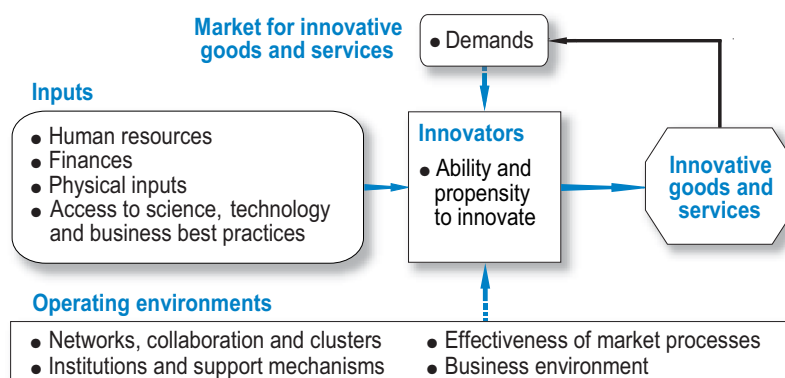 Market for innovative
goods and services
● Demands
Inputs
● Human resources
● Finances
● Physical inputs
● Access to science, technology
and business best practices
Innovators
● Ability and
propensity
to innovate
Innovative
goods and
services
Operating environments
● Networks, collaboration and clusters
● Institutions and support mechanisms
● Effectiveness of market processes
● Business environment